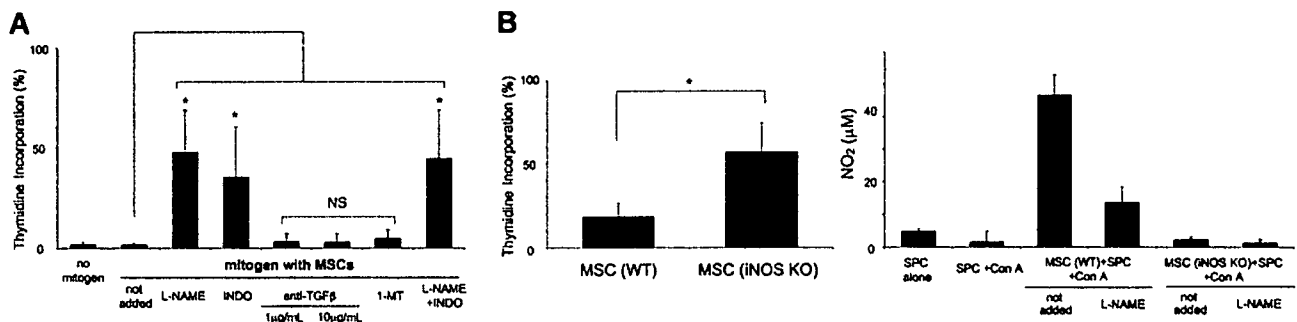 A
Thymidine Incorporation (%)
100
50
0
*
*
*
NS
no mitogen
mitogen with MSCs
not added
L-NAME
INDO
anti-TGFβ
1μg/mL
10μg/mL
1-MT
L-NAME +INDO
B
Thymidine Incorporation (%)
100
50
0
*
MSC (WT)
MSC (iNOS KO)
NO2 (μM)
40
20
0
SPC alone
SPC +Con A
MSC (WT)+SPC +Con A
not added
L-NAME
MSC (iNOS KO)+SPC +Con A
not added
L-NAME